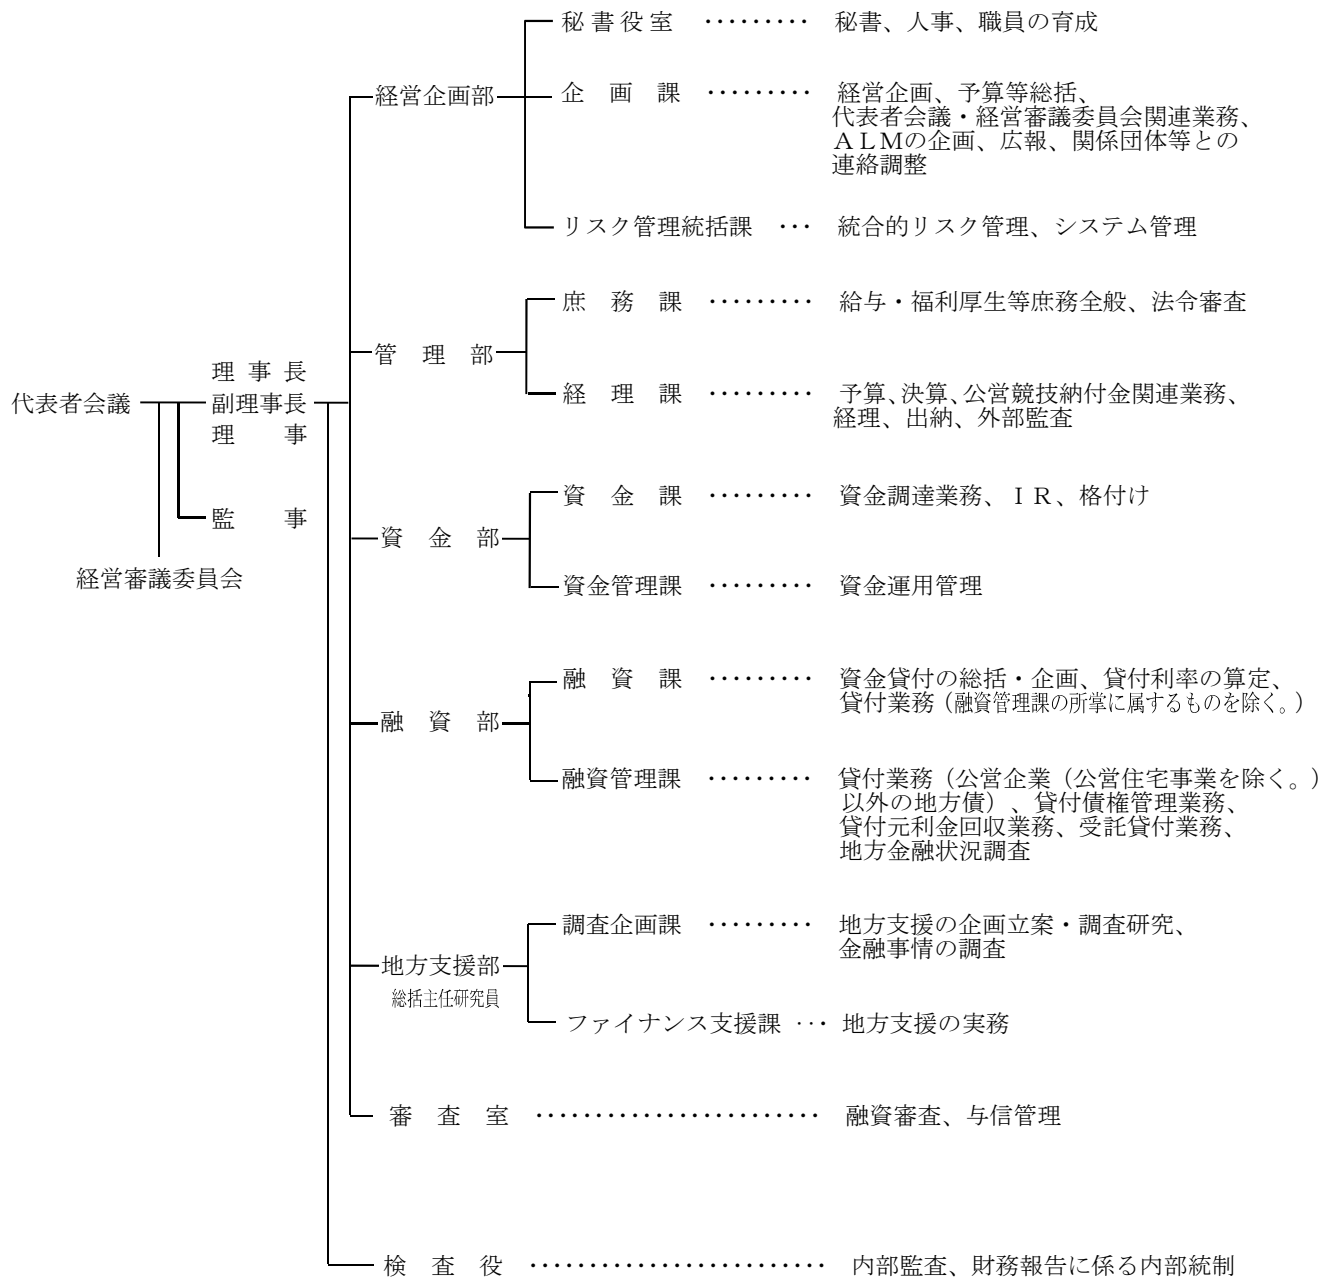 代表者会議
経営審議委員会
理事長
副理事長
理事
監事
経営企画部
秘書役室 ········· 秘書、人事、職員の育成
企画課 ········· 経営企画、予算等総括、
代表者会議・経営審議委員会関連業務、
ＡＬＭの企画、広報、関係団体等との
連絡調整
リスク管理統括課 ··· 統合的リスク管理、システム管理
管理部
庶務課 ········· 給与・福利厚生等庶務全般、法令審査
経理課 ········· 予算、決算、公営競技納付金関連業務、
経理、出納、外部監査
資金部
資金課 ········· 資金調達業務、ＩＲ、格付け
資金管理課 ········· 資金運用管理
融資部
融資課 ········· 資金貸付の総括・企画、貸付利率の算定、
貸付業務（融資管理課の所掌に属するものを除く。）
融資管理課 ········· 貸付業務（公営企業（公営住宅事業を除く。）
以外の地方債）、貸付債権管理業務、
貸付元利金回収業務、受託貸付業務、
地方金融状況調査
地方支援部
総括主任研究員
調査企画課 ········· 地方支援の企画立案・調査研究、
金融事情の調査
ファイナンス支援課 ··· 地方支援の実務
審査室 ························ 融資審査、与信管理
検査役 ························· 内部監査、財務報告に係る内部統制